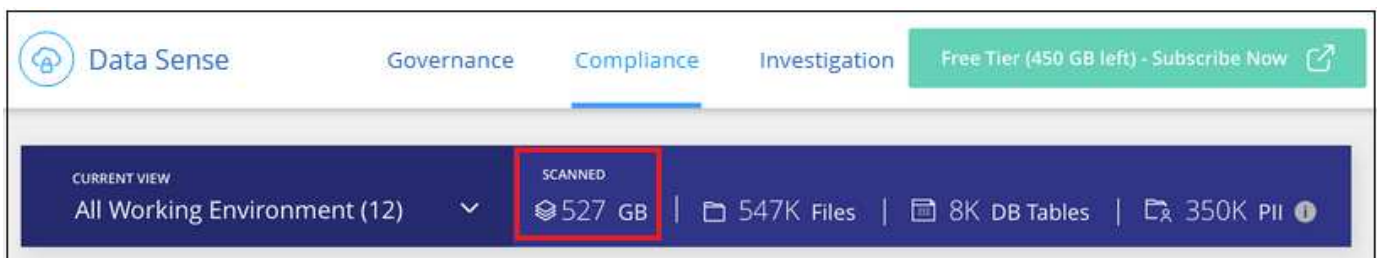 Data Sense Governance Compliance Investigation Free Tier (450 GB left) - Subscribe Now
CURRENT VIEW
All Working Environment (12)
SCANNED
527 GB | 547K Files | 8K DB Tables | 350K PII